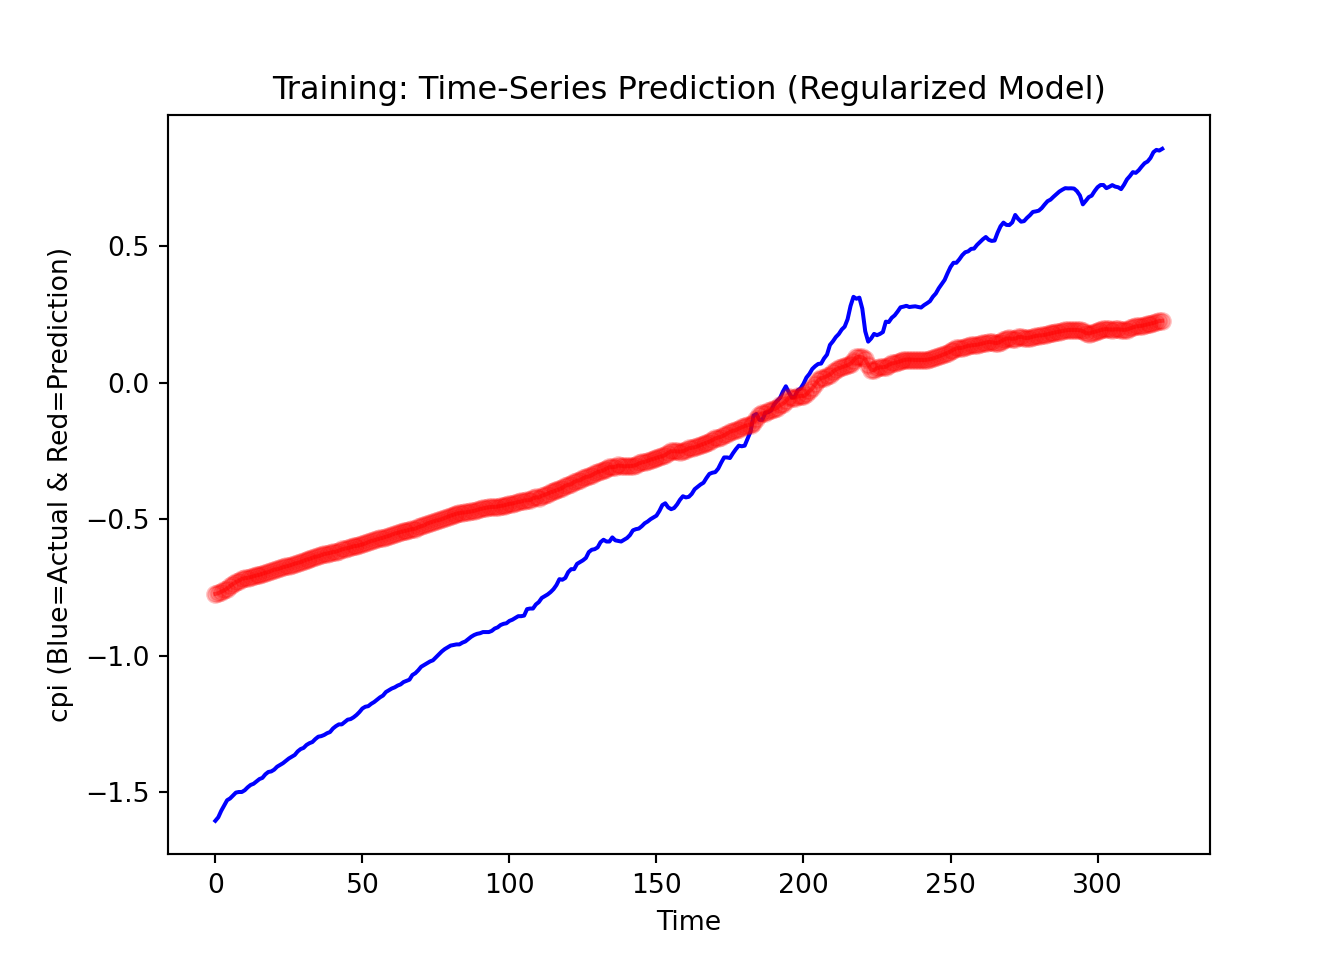 Training: Time-Series Prediction (Regularized Model)
cpi (Blue=Actual & Red=Prediction)
0.5
0.0
−0.5
−1.0
−1.5
0 50 100 150 200 250 300
Time